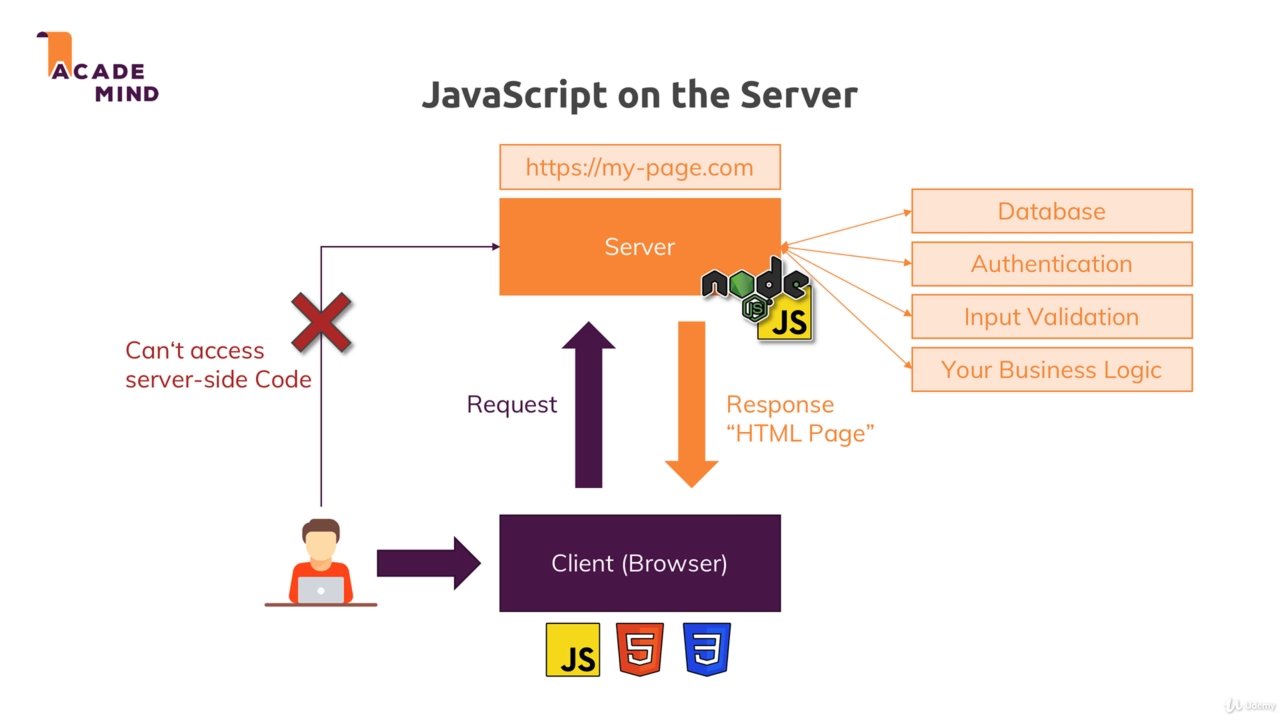 ACADE
MIND
JavaScript on the Server
https://my-page.com
Server
node
JS
JS
Database
Authentication
Input Validation
Your Business Logic
Can‘t access
server-side Code
Request
Response
“HTML Page”
Client (Browser)
JS
5
3
Udemy